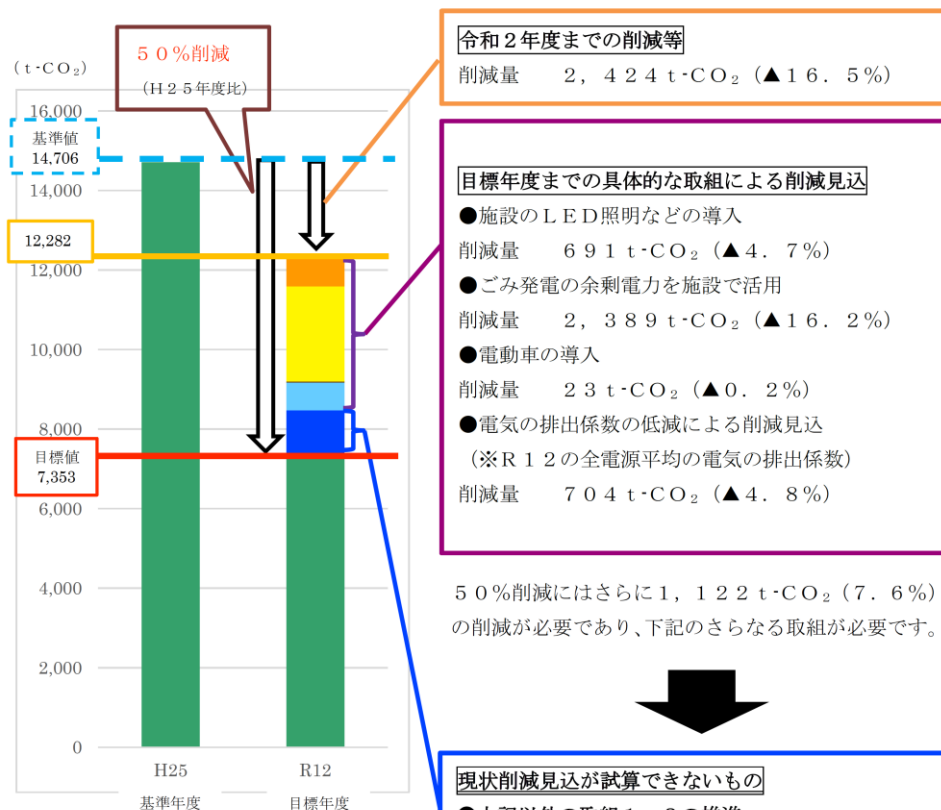 (t-CO₂)
50%削減
(H25年度比)
16,000
基準値
14,706
14,000
12,282
12,000
10,000
8,000
目標値
7,353
6,000
4,000
2,000
0
H25
R12
基準年度
目標年度
令和2年度までの削減等
削減量 2,424t-CO₂(▲16.5%)
目標年度までの具体的な取組による削減見込
●施設のLED照明などの導入
削減量 691t-CO₂(▲4.7%)
●ごみ発電の余剰電力を施設で活用
削減量 2,389t-CO₂(▲16.2%)
●電動車の導入
削減量 23t-CO₂(▲0.2%)
●電気の排出係数の低減による削減見込
(※R12の全電源平均の電気の排出係数)
削減量 704t-CO₂(▲4.8%)
50%削減にはさらに1,122t-CO₂(7.6%)
の削減が必要であり、下記のさらなる取組が必要です。
現状削減見込が試算できないもの